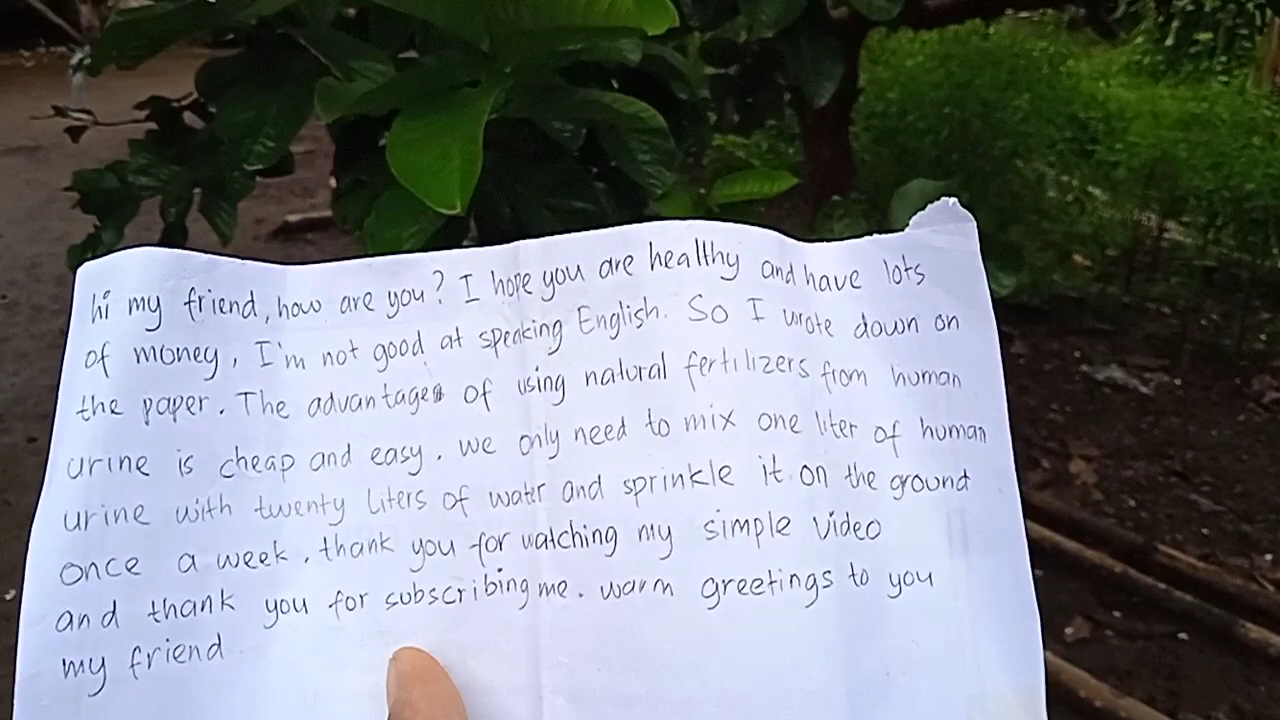 hi my friend, how are you? I hope you are healthy and have lots
of money, I'm not good at speaking English. So I wrote down on
the paper. The advantages of using natural fertilizers from human
urine is cheap and easy. we only need to mix one liter of human
urine with twenty liters of water and sprinkle it on the ground
once a week. thank you for watching my simple video
and thank you for subscribing me. warm greetings to you
my friend